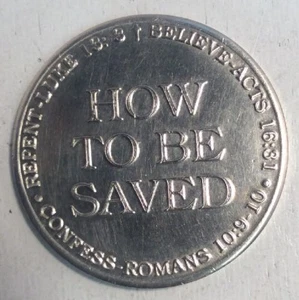 HOW
TO BE
SAVED
• REPENT-LUKE 13:3 † BELIEVE-ACTS 16:31
• CONFESS-ROMANS 10:9-10 •